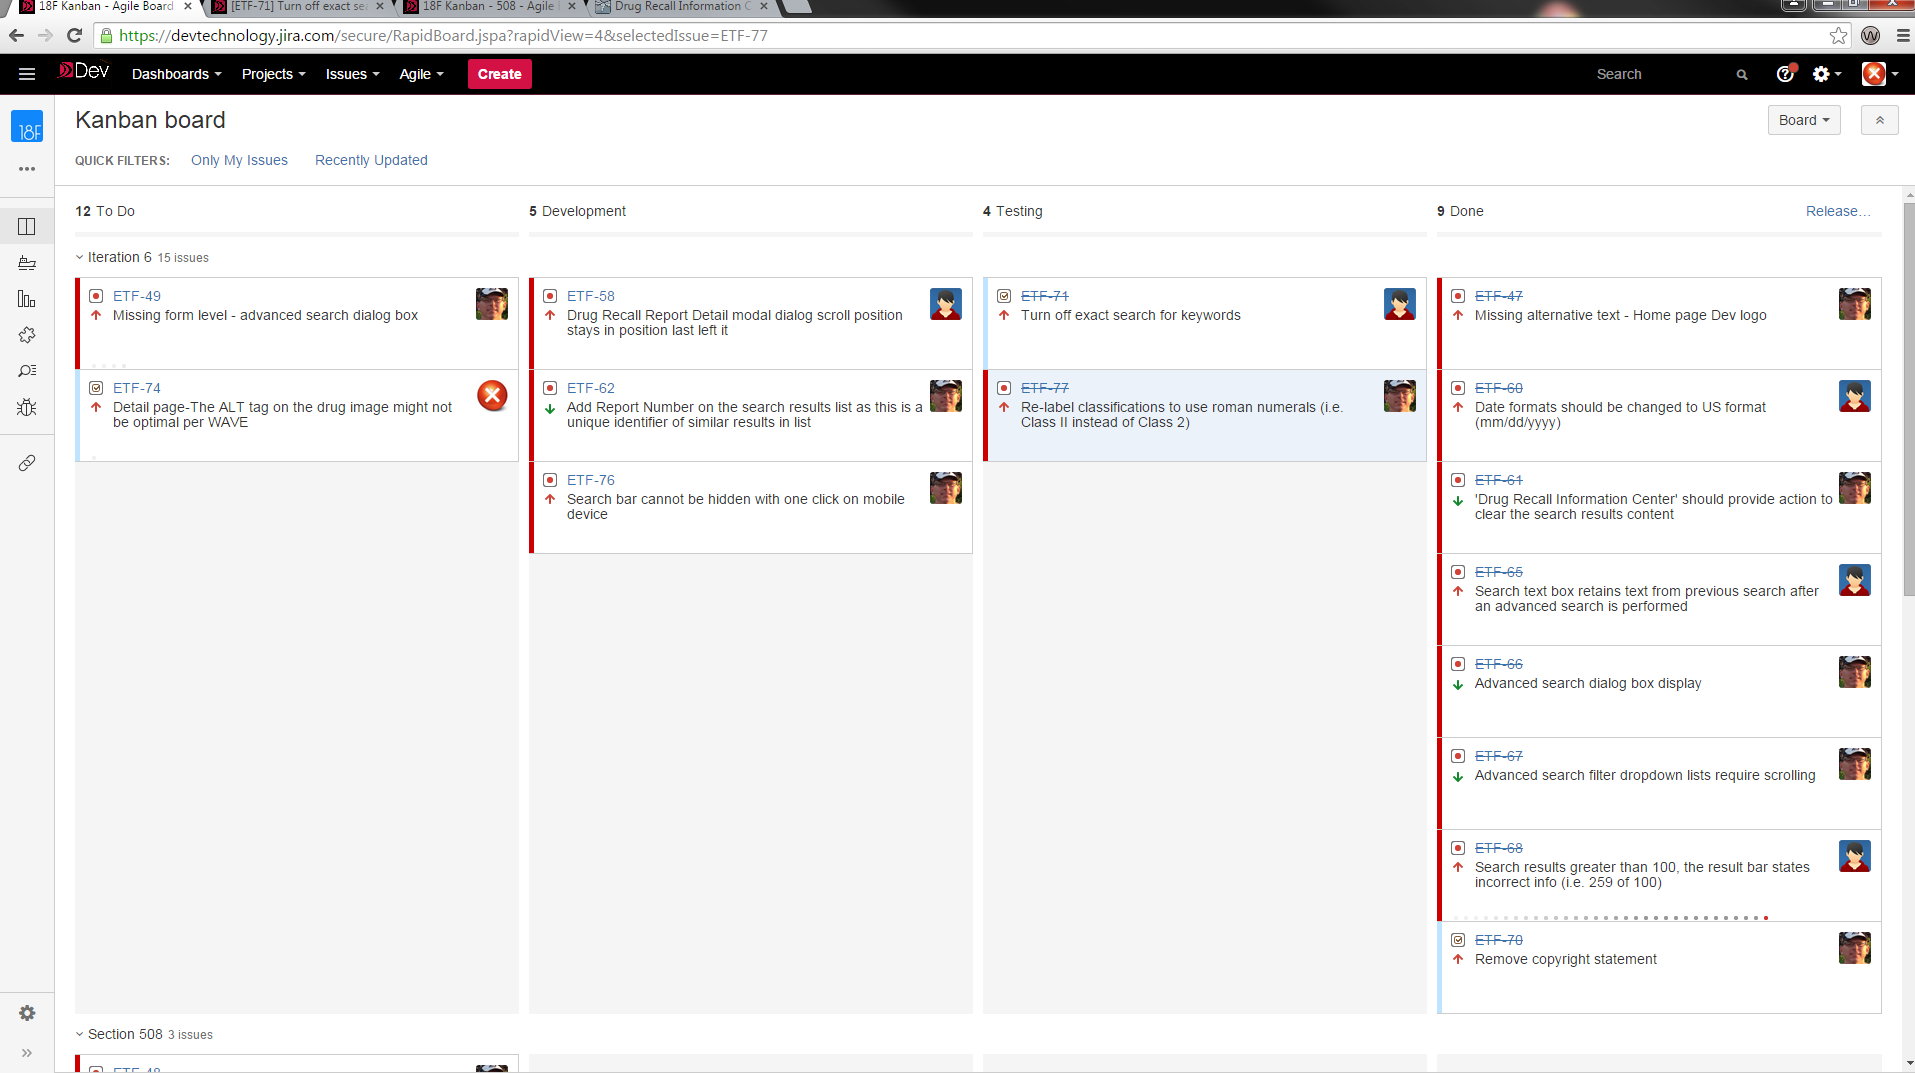 18F Kanban - Agile Board
[ETF-71] Turn off exact sea
18F Kanban - 508 - Agile
Drug Recall Information C
https://devtechnology.jira.com/secure/RapidBoard.jspa?rapidView=4&selectedIssue=ETF-77
Dev Dashboards Projects Issues Agile Create Search
18F
Kanban board
Board
QUICK FILTERS: Only My Issues Recently Updated
12 To Do
5 Development
4 Testing
9 Done
Release…
Iteration 6 15 issues
ETF-49
Missing form level - advanced search dialog box
ETF-74
Detail page-The ALT tag on the drug image might not
be optimal per WAVE
ETF-58
Drug Recall Report Detail modal dialog scroll position
stays in position last left it
ETF-62
Add Report Number on the search results list as this is a
unique identifier of similar results in list
ETF-76
Search bar cannot be hidden with one click on mobile
device
ETF-71
Turn off exact search for keywords
ETF-77
Re-label classifications to use roman numerals (i.e.
Class II instead of Class 2)
ETF-47
Missing alternative text - Home page Dev logo
ETF-60
Date formats should be changed to US format
(mm/dd/yyyy)
ETF-61
'Drug Recall Information Center' should provide action to
clear the search results content
ETF-65
Search text box retains text from previous search after
an advanced search is performed
ETF-66
Advanced search dialog box display
ETF-67
Advanced search filter dropdown lists require scrolling
ETF-68
Search results greater than 100, the result bar states
incorrect info (i.e. 259 of 100)
ETF-70
Remove copyright statement
Section 508 3 issues
ETF-48